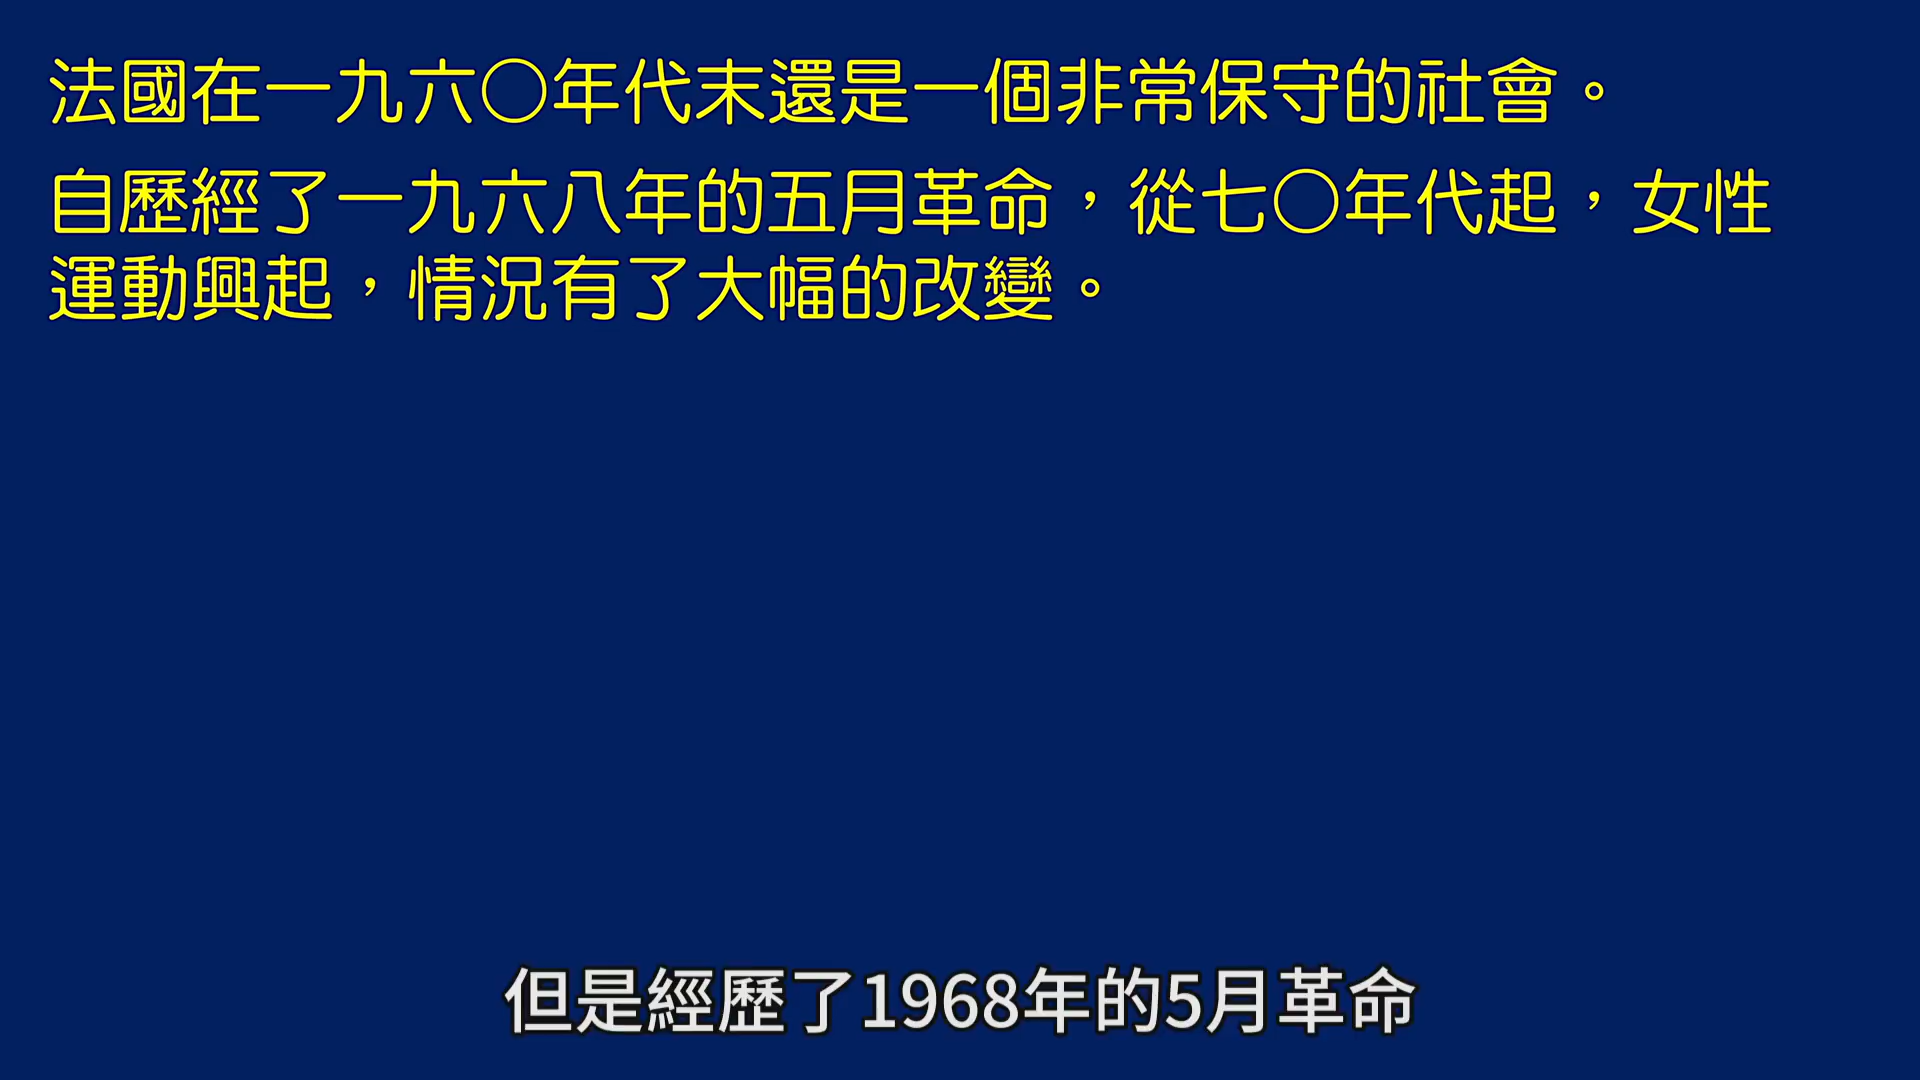 法國在一九六〇年代末還是一個非常保守的社會。
自歷經了一九六八年的五月革命，從七〇年代起，女性
運動興起，情況有了大幅的改變。
但是經歷了1968年的5月革命